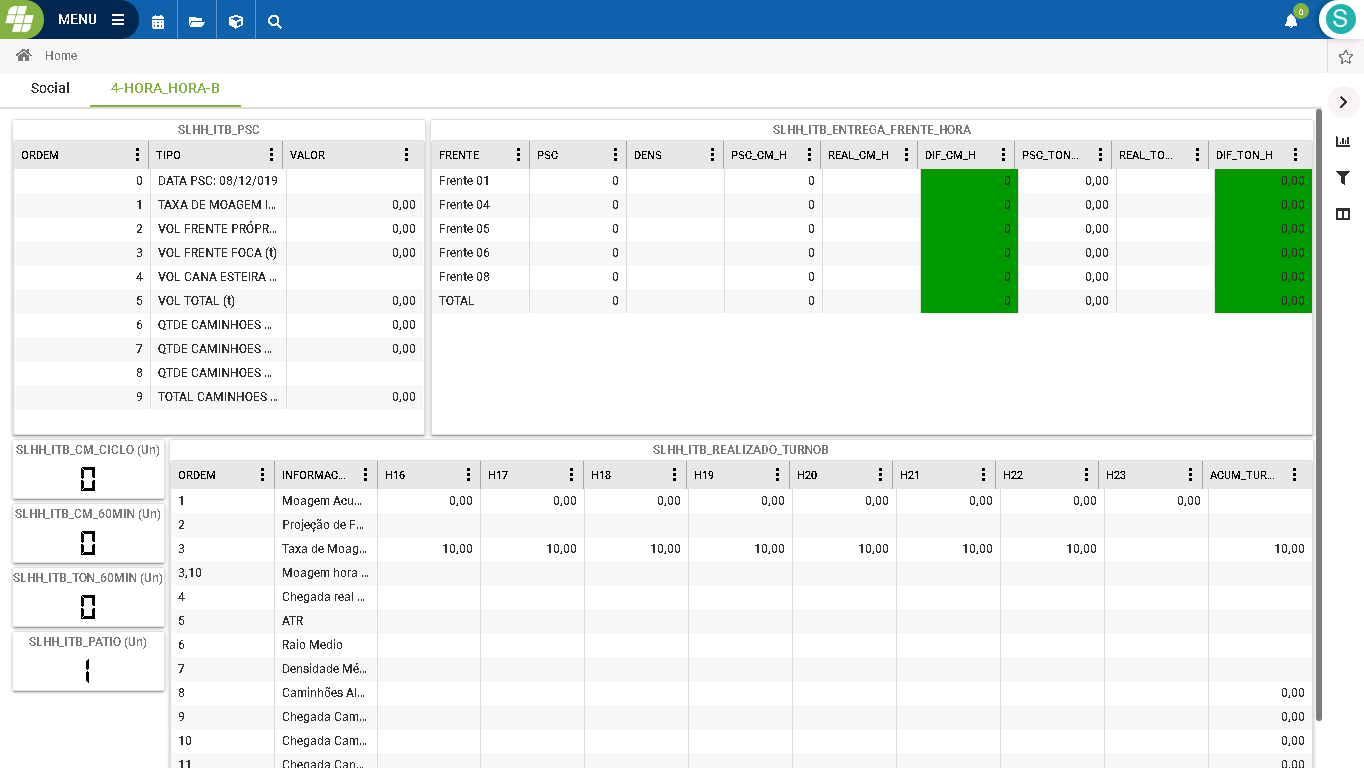 MENU
0
S
Home
Social 4-HORA_HORA-B
SLHH_ITB_PSC
ORDEM TIPO VALOR
0 DATA PSC: 08/12/019
1 TAXA DE MOAGEM I... 0,00
2 VOL FRENTE PRÓPR... 0,00
3 VOL FRENTE FOCA (t) 0,00
4 VOL CANA ESTEIRA ...
5 VOL TOTAL (t) 0,00
6 QTDE CAMINHOES ... 0,00
7 QTDE CAMINHOES ... 0,00
8 QTDE CAMINHOES ...
9 TOTAL CAMINHOES ... 0,00
SLHH_ITB_ENTREGA_FRENTE_HORA
FRENTE PSC DENS PSC_CM_H REAL_CM_H DIF_CM_H PSC_TON... REAL_TO... DIF_TON_H
Frente 01 0 0 0 0,00 0,00
Frente 04 0 0 0 0,00 0,00
Frente 05 0 0 0 0,00 0,00
Frente 06 0 0 0 0,00 0,00
Frente 08 0 0 0 0,00 0,00
TOTAL 0 0 0 0,00 0,00
SLHH_ITB_CM_CICLO (Un)
0
SLHH_ITB_CM_60MIN (Un)
0
SLHH_ITB_TON_60MIN (Un)
0
SLHH_ITB_PATIO (Un)
1
SLHH_ITB_REALIZADO_TURNOB
ORDEM INFORMAC... H16 H17 H18 H19 H20 H21 H22 H23 ACUM_TUR...
1 Moagem Acu... 0,00 0,00 0,00 0,00 0,00 0,00 0,00 0,00
2 Projeção de F...
3 Taxa de Moag... 10,00 10,00 10,00 10,00 10,00 10,00 10,00 10,00
3,10 Moagem hora ...
4 Chegada real ...
5 ATR
6 Raio Medio
7 Densidade Mé...
8 Caminhões Al... 0,00
9 Chegada Cam... 0,00
10 Chegada Cam... 0,00
11 Chegada Can... 0,00